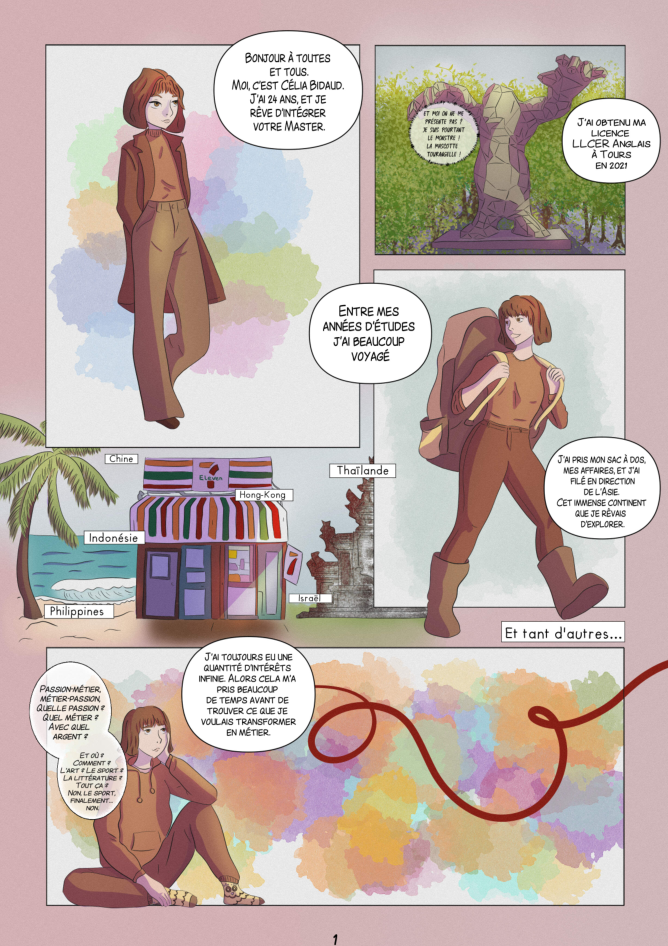 Bonjour à toutes
et tous.
Moi, c'est Célia Bidaud.
J'ai 24 ans, et je
rêve d'intégrer
votre Master.
Et moi on ne me
présente pas ?
Je suis pourtant
le monstre !
La mascotte
tourangelle !
J'ai obtenu ma
licence
LLCER Anglais
à Tours
en 2021
Entre mes
années d'études
j'ai beaucoup
voyagé
J'ai pris mon sac à dos,
mes affaires, et j'ai
filé en direction
de l'Asie.
Cet immense continent
que je rêvais
d'explorer.
Chine
7
Eleven
Hong-Kong
Thaïlande
Indonésie
Israël
Philippines
Et tant d'autres...
J'ai toujours eu une
quantité d'intérêts
infinie. Alors cela m'a
pris beaucoup
de temps avant de
trouver ce que je
voulais transformer
en métier.
Passion-métier,
métier-passion,
Quelle passion ?
Quel métier ?
Avec quel
argent ?
Et où ?
Comment ?
L'art ? Le sport ?
La littérature ?
Tout ça ?
Non, le sport,
finalement...
non.
1